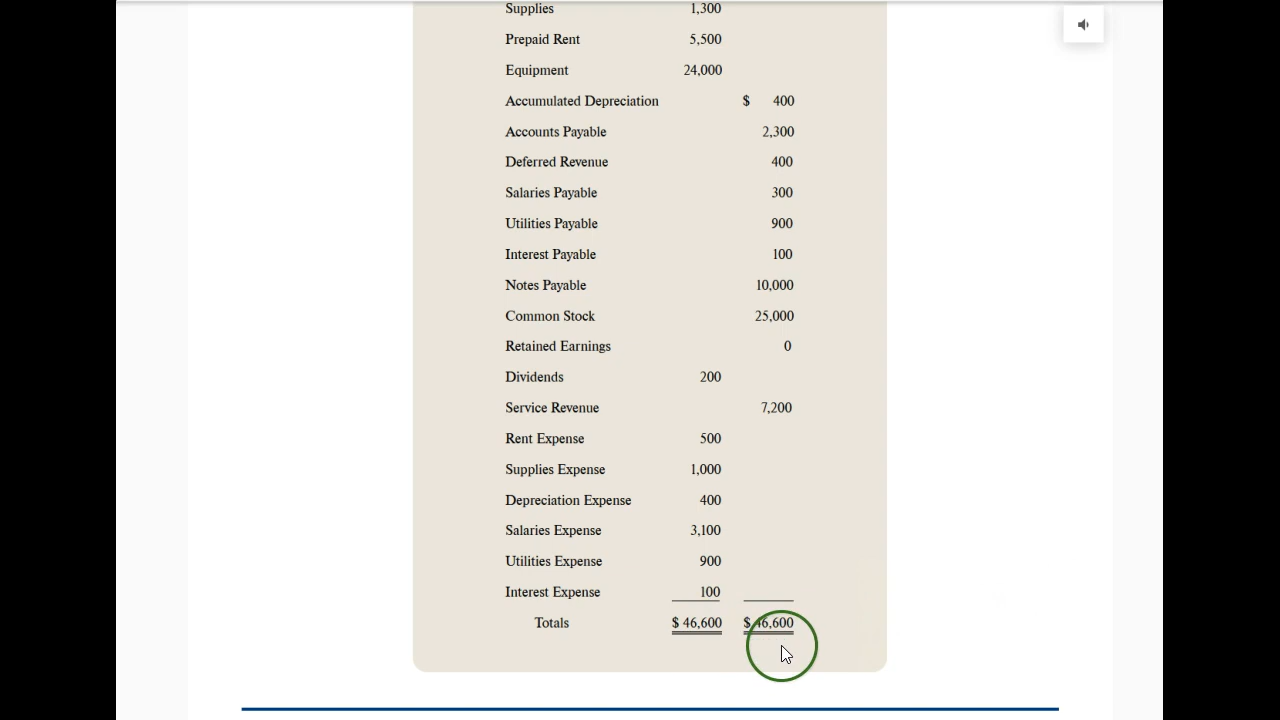 Supplies 1,300
Prepaid Rent 5,500
Equipment 24,000
Accumulated Depreciation $ 400
Accounts Payable 2,300
Deferred Revenue 400
Salaries Payable 300
Utilities Payable 900
Interest Payable 100
Notes Payable 10,000
Common Stock 25,000
Retained Earnings 0
Dividends 200
Service Revenue 7,200
Rent Expense 500
Supplies Expense 1,000
Depreciation Expense 400
Salaries Expense 3,100
Utilities Expense 900
Interest Expense 100
Totals $ 46,600 $ 46,600